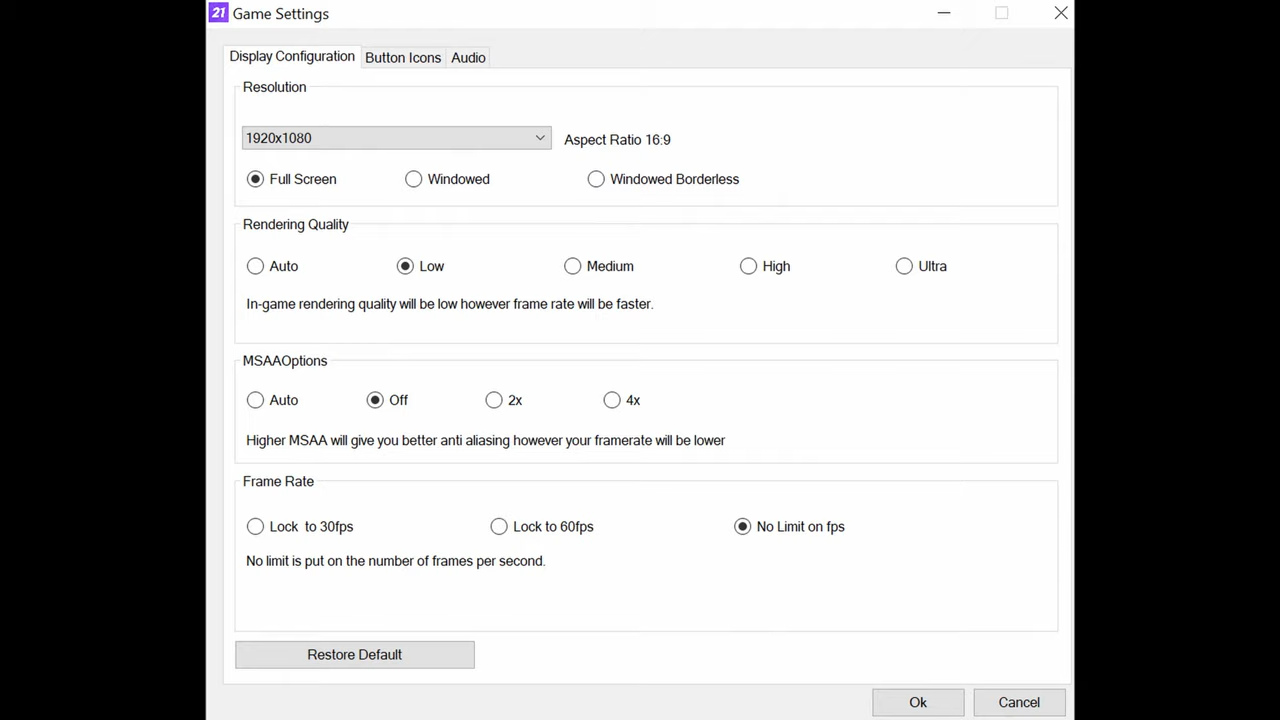 21 Game Settings
Display Configuration Button Icons Audio
Resolution
1920x1080 Aspect Ratio 16:9
Full Screen Windowed Windowed Borderless
Rendering Quality
Auto Low Medium High Ultra
In-game rendering quality will be low however frame rate will be faster.
MSAAOptions
Auto Off 2x 4x
Higher MSAA will give you better anti aliasing however your framerate will be lower
Frame Rate
Lock to 30fps Lock to 60fps No Limit on fps
No limit is put on the number of frames per second.
Restore Default
Ok Cancel